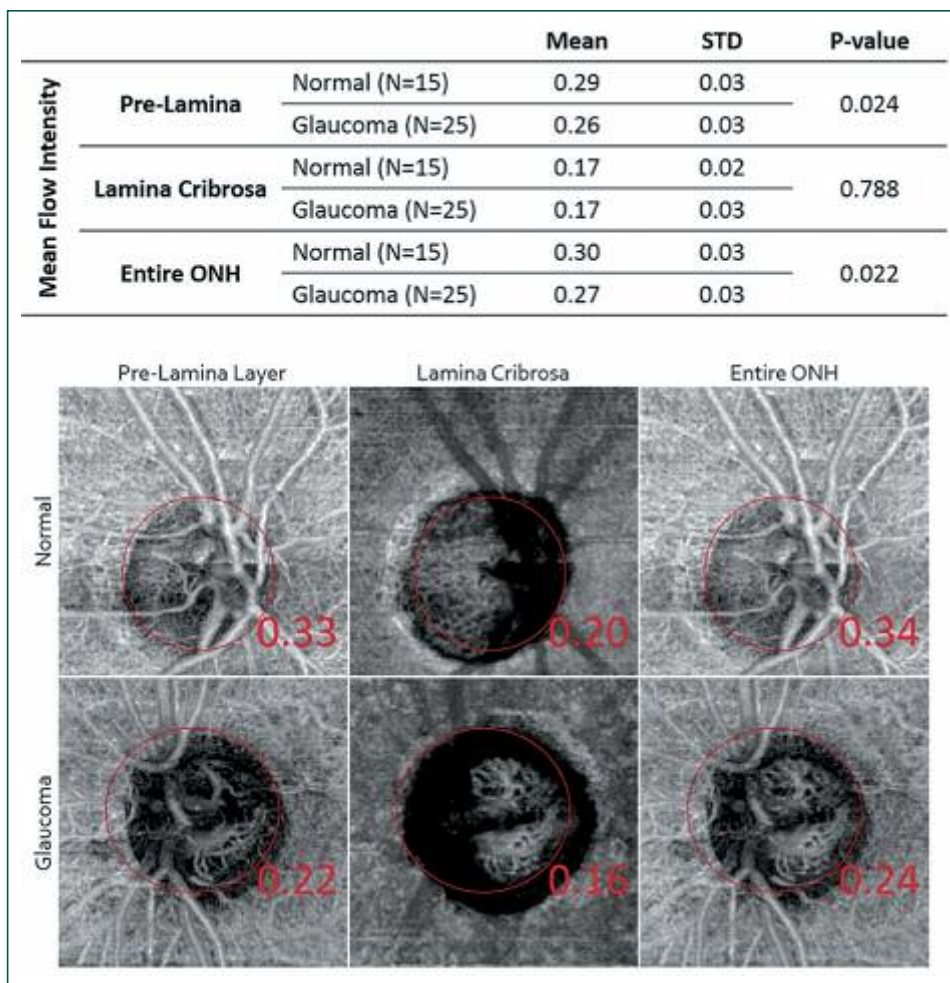 Mean STD P-value
Mean Flow Intensity
Pre-Lamina
Normal (N=15) 0.29 0.03
0.024
Glaucoma (N=25) 0.26 0.03
Lamina Cribrosa
Normal (N=15) 0.17 0.02
0.788
Glaucoma (N=25) 0.17 0.03
Entire ONH
Normal (N=15) 0.30 0.03
0.022
Glaucoma (N=25) 0.27 0.03
Pre-Lamina Layer Lamina Cribrosa Entire ONH
Normal
0.33 0.20 0.34
Glaucoma
0.22 0.16 0.24